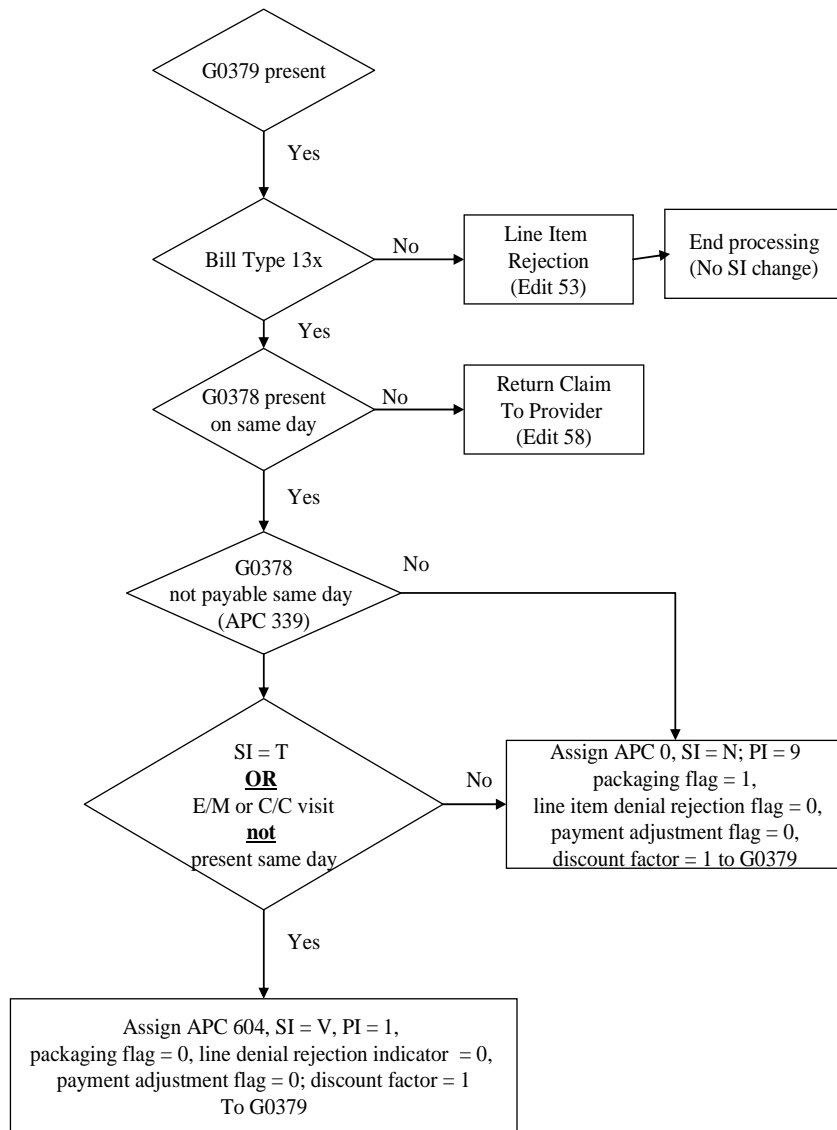 G0379 present
Yes
Bill Type 13x
No
Line Item
Rejection
(Edit 53)
End processing
(No SI change)
Yes
G0378 present
on same day
No
Return Claim
To Provider
(Edit 58)
Yes
G0378
not payable same day
(APC 339)
No
SI = T
OR
E/M or C/C visit
not
present same day
No
Assign APC 0, SI = N; PI = 9
packaging flag = 1,
line item denial rejection flag = 0,
payment adjustment flag = 0,
discount factor = 1 to G0379
Yes
Assign APC 604, SI = V, PI = 1,
packaging flag = 0, line denial rejection indicator = 0,
payment adjustment flag = 0; discount factor = 1
To G0379